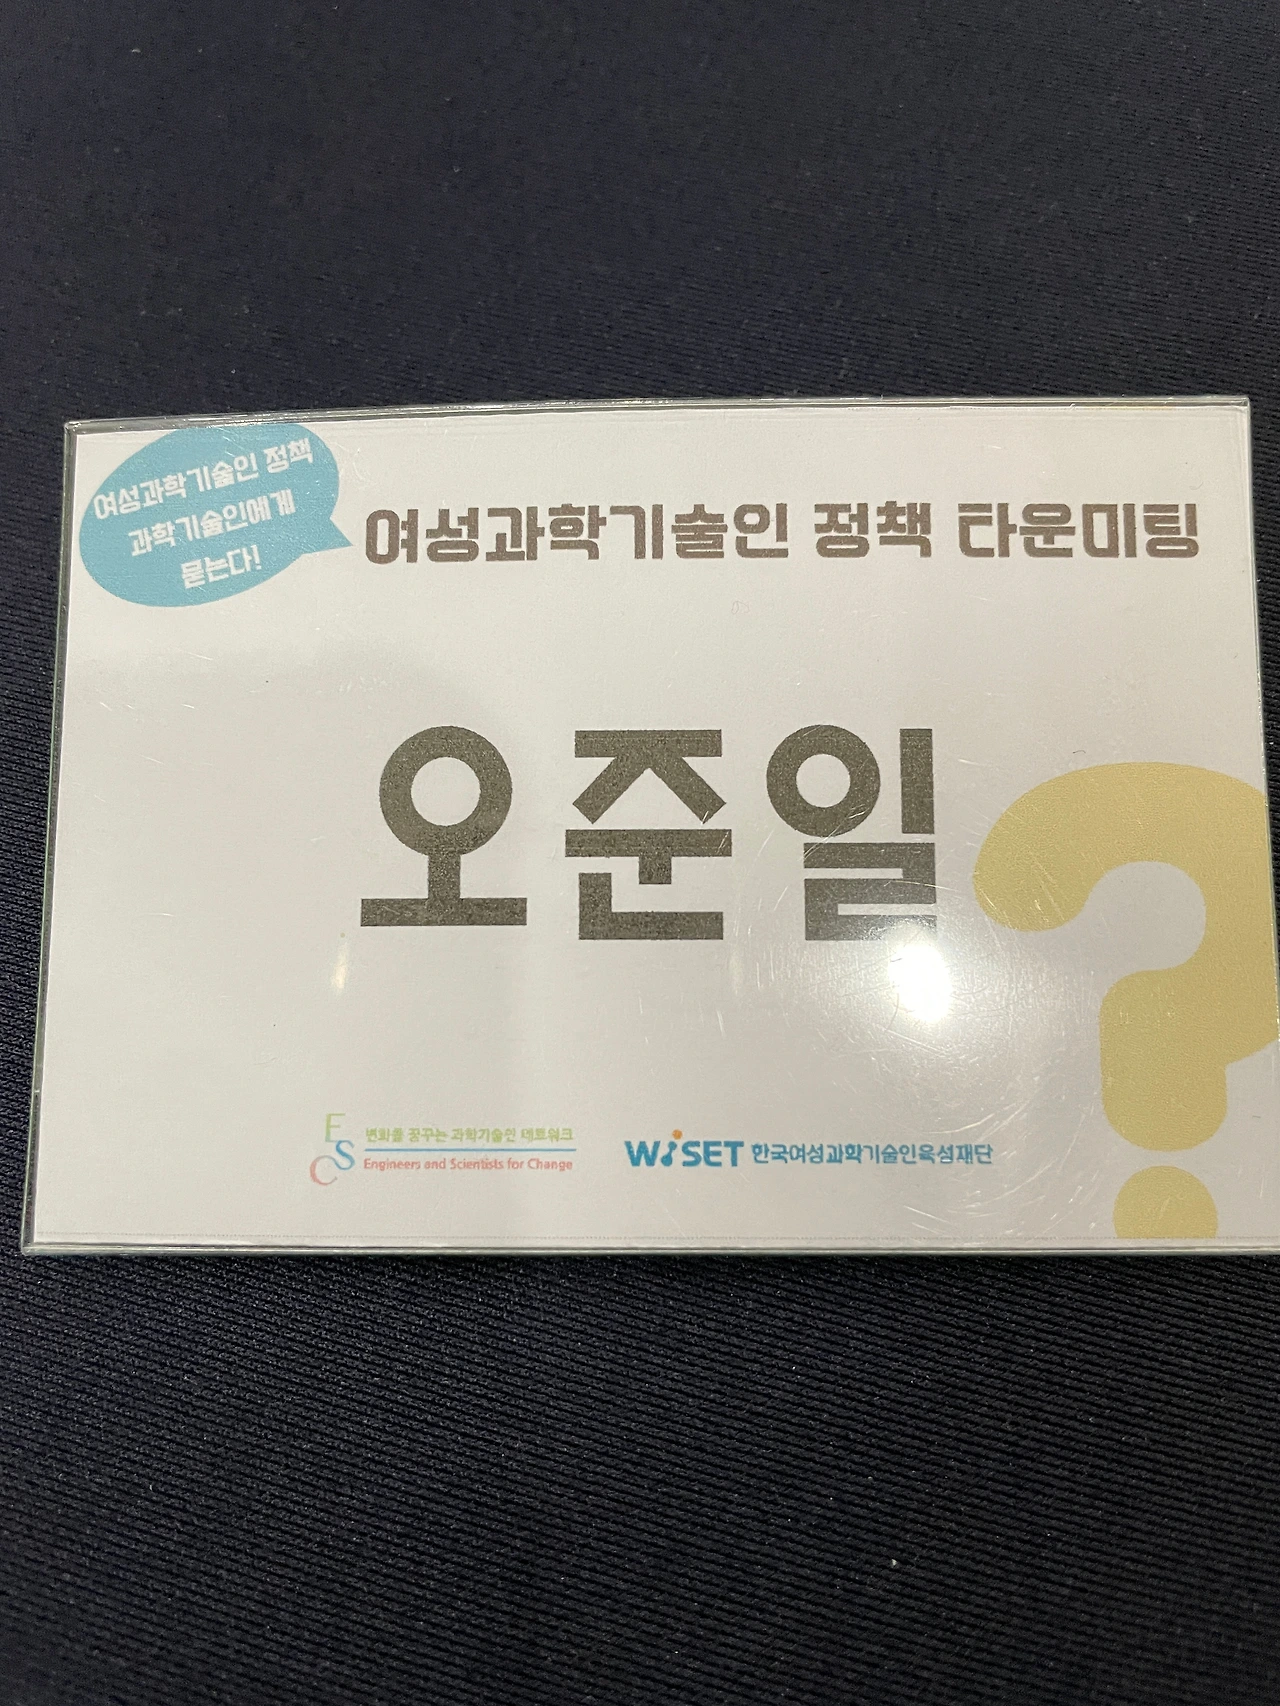 여성과학기술인 정책
과학기술인에게
묻는다!
여성과학기술인 정책 타운미팅
오준일
ESC
변화를 꿈꾸는 과학기술인 네트워크
Engineers and Scientists for Change
WiSET 한국여성과학기술인육성재단